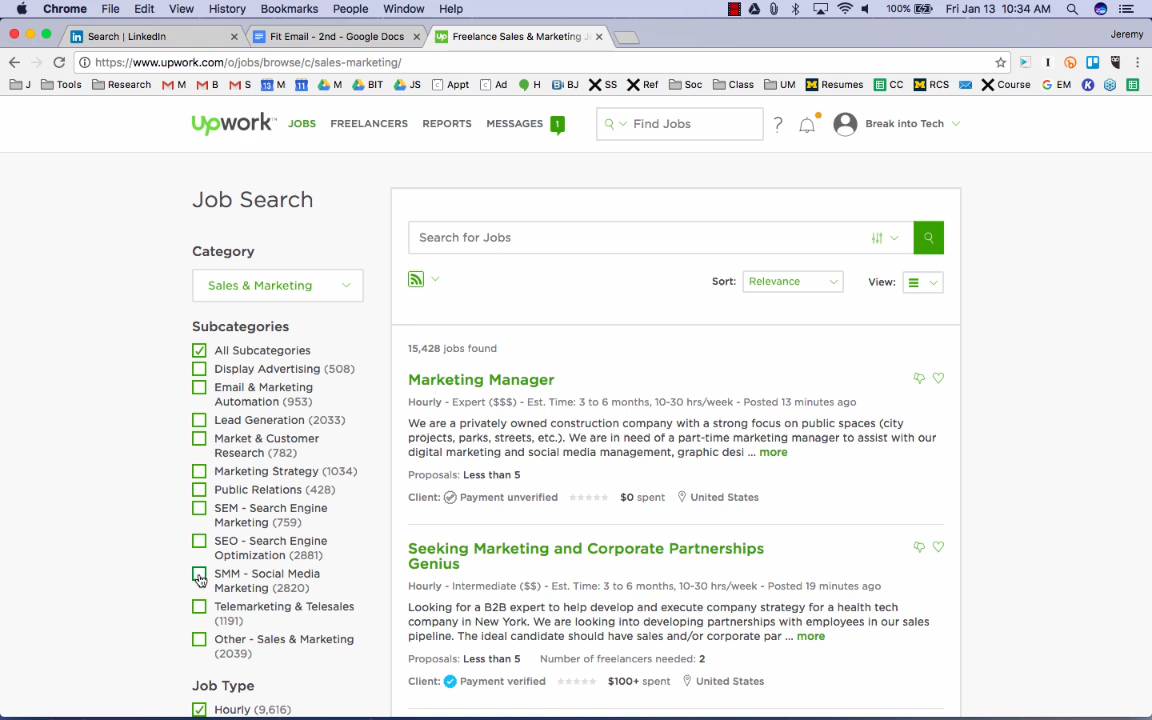 Chrome File Edit View History Bookmarks People Window Help 100% Fri Jan 13 10:34 AM
Search | LinkedIn Fit Email - 2nd - Google Docs Freelance Sales & Marketing Jeremy
https://www.upwork.com/o/jobs/browse/c/sales-marketing/
J Tools Research M B S M 11 M BIT JS Appt Ad H BJ SS Ref Soc Class UM Resumes CC RCS Course EM
upwork JOBS FREELANCERS REPORTS MESSAGES 1 Find Jobs ? Break into Tech
Job Search
Category
Sales & Marketing
Subcategories
All Subcategories
Display Advertising (508)
Email & Marketing
Automation (953)
Lead Generation (2033)
Market & Customer
Research (782)
Marketing Strategy (1034)
Public Relations (428)
SEM - Search Engine
Marketing (759)
SEO - Search Engine
Optimization (2881)
SMM - Social Media
Marketing (2820)
Telemarketing & Telesales
(1191)
Other - Sales & Marketing
(2039)
Job Type
Hourly (9,616)
Search for Jobs
Sort: Relevance View:
15,428 jobs found
Marketing Manager
Hourly - Expert ($$$) - Est. Time: 3 to 6 months, 10-30 hrs/week - Posted 13 minutes ago
We are a privately owned construction company with a strong focus on public spaces (city
projects, parks, streets, etc.). We are in need of a part-time marketing manager to assist with our
digital marketing and social media management, graphic desi ... more
Proposals: Less than 5
Client: Payment unverified $0 spent United States
Seeking Marketing and Corporate Partnerships
Genius
Hourly - Intermediate ($$) - Est. Time: 3 to 6 months, 10-30 hrs/week - Posted 19 minutes ago
Looking for a B2B expert to help develop and execute company strategy for a health tech
company in New York. We are looking into developing partnerships with employees in our sales
pipeline. The ideal candidate should have sales and/or corporate par ... more
Proposals: Less than 5 Number of freelancers needed: 2
Client: Payment verified $100+ spent United States